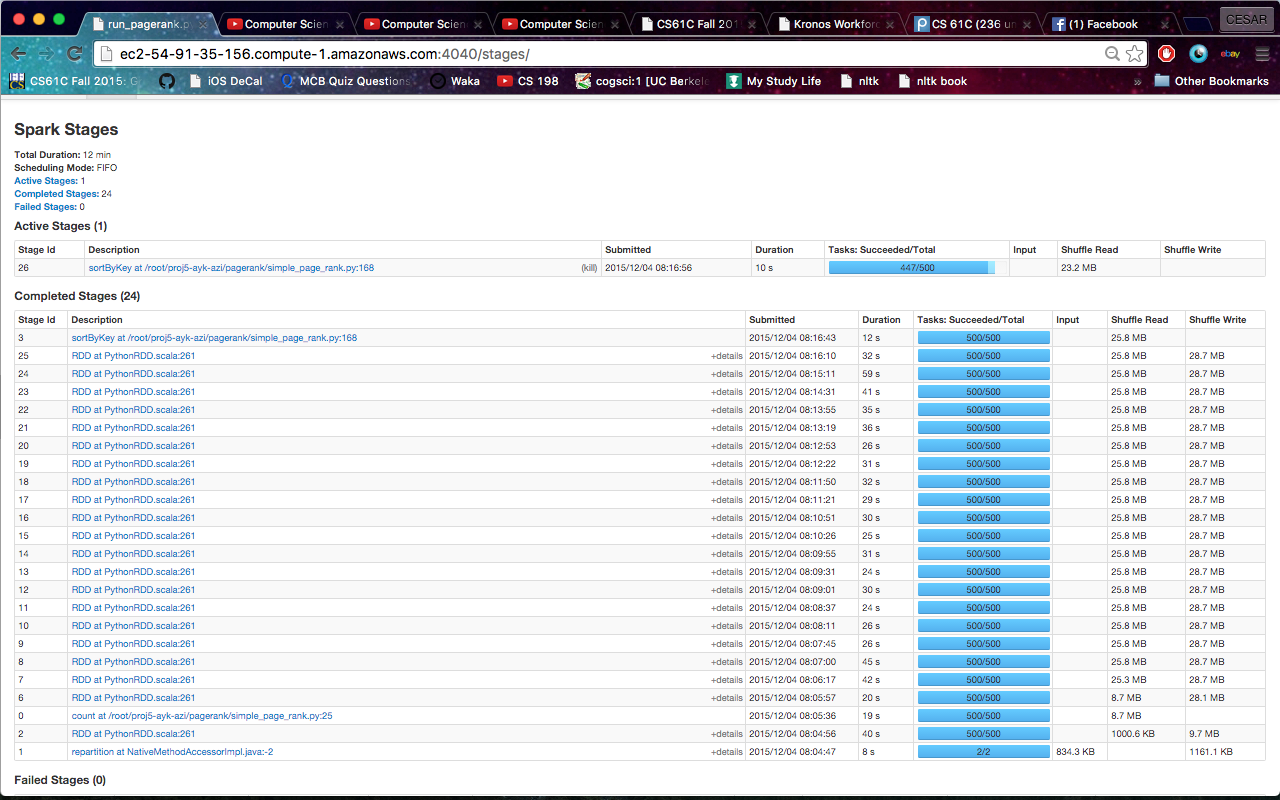 run_pagerank.p
Computer Scien
Computer Scien
Computer Scien
CS61C Fall 201
Kronos Workfor
CS 61C (236 un
(1) Facebook
CESAR
ec2-54-91-35-156.compute-1.amazonaws.com:4040/stages/
ebay
CS61C Fall 2015: G
iOS DeCal
MCB Quiz Questions
Waka
CS 198
cogsci:1 [UC Berkele
My Study Life
nltk
nltk book
» Other Bookmarks
Spark Stages
Total Duration: 12 min
Scheduling Mode: FIFO
Active Stages: 1
Completed Stages: 24
Failed Stages: 0
Active Stages (1)
Stage Id Description Submitted Duration Tasks: Succeeded/Total Input Shuffle Read Shuffle Write
26 sortByKey at /root/proj5-ayk-azi/pagerank/simple_page_rank.py:168 (kill) 2015/12/04 08:16:56 10 s 447/500 23.2 MB
Completed Stages (24)
Stage Id Description Submitted Duration Tasks: Succeeded/Total Input Shuffle Read Shuffle Write
3 sortByKey at /root/proj5-ayk-azi/pagerank/simple_page_rank.py:168 2015/12/04 08:16:43 12 s 500/500 25.8 MB
25 RDD at PythonRDD.scala:261 +details 2015/12/04 08:16:10 32 s 500/500 25.8 MB 28.7 MB
24 RDD at PythonRDD.scala:261 +details 2015/12/04 08:15:11 59 s 500/500 25.8 MB 28.7 MB
23 RDD at PythonRDD.scala:261 +details 2015/12/04 08:14:31 41 s 500/500 25.8 MB 28.7 MB
22 RDD at PythonRDD.scala:261 +details 2015/12/04 08:13:55 35 s 500/500 25.8 MB 28.7 MB
21 RDD at PythonRDD.scala:261 +details 2015/12/04 08:13:19 36 s 500/500 25.8 MB 28.7 MB
20 RDD at PythonRDD.scala:261 +details 2015/12/04 08:12:53 26 s 500/500 25.8 MB 28.7 MB
19 RDD at PythonRDD.scala:261 +details 2015/12/04 08:12:22 31 s 500/500 25.8 MB 28.7 MB
18 RDD at PythonRDD.scala:261 +details 2015/12/04 08:11:50 32 s 500/500 25.8 MB 28.7 MB
17 RDD at PythonRDD.scala:261 +details 2015/12/04 08:11:21 29 s 500/500 25.8 MB 28.7 MB
16 RDD at PythonRDD.scala:261 +details 2015/12/04 08:10:51 30 s 500/500 25.8 MB 28.7 MB
15 RDD at PythonRDD.scala:261 +details 2015/12/04 08:10:26 25 s 500/500 25.8 MB 28.7 MB
14 RDD at PythonRDD.scala:261 +details 2015/12/04 08:09:55 31 s 500/500 25.8 MB 28.7 MB
13 RDD at PythonRDD.scala:261 +details 2015/12/04 08:09:31 24 s 500/500 25.8 MB 28.7 MB
12 RDD at PythonRDD.scala:261 +details 2015/12/04 08:09:01 30 s 500/500 25.8 MB 28.7 MB
11 RDD at PythonRDD.scala:261 +details 2015/12/04 08:08:37 24 s 500/500 25.8 MB 28.7 MB
10 RDD at PythonRDD.scala:261 +details 2015/12/04 08:08:11 26 s 500/500 25.8 MB 28.7 MB
9 RDD at PythonRDD.scala:261 +details 2015/12/04 08:07:45 26 s 500/500 25.8 MB 28.7 MB
8 RDD at PythonRDD.scala:261 +details 2015/12/04 08:07:00 45 s 500/500 25.8 MB 28.7 MB
7 RDD at PythonRDD.scala:261 +details 2015/12/04 08:06:17 42 s 500/500 25.3 MB 28.7 MB
6 RDD at PythonRDD.scala:261 +details 2015/12/04 08:05:57 20 s 500/500 8.7 MB 28.1 MB
0 count at /root/proj5-ayk-azi/pagerank/simple_page_rank.py:25 2015/12/04 08:05:36 19 s 500/500 8.7 MB
2 RDD at PythonRDD.scala:261 +details 2015/12/04 08:04:56 40 s 500/500 1000.6 KB 9.7 MB
1 repartition at NativeMethodAccessorImpl.java:-2 +details 2015/12/04 08:04:47 8 s 2/2 834.3 KB 1161.1 KB
Failed Stages (0)